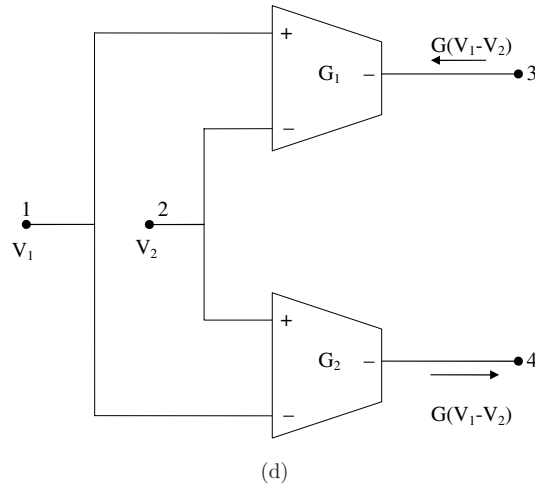 G(V₁-V₂)
+
G₁
−
3
−
1
2
V₁
V₂
+
G₂
−
4
−
G(V₁-V₂)
(d)